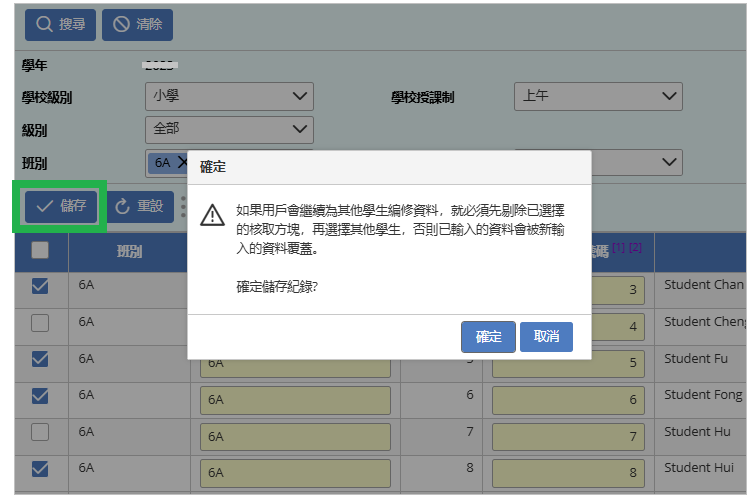 搜尋 清除
學年
學校級別 小學 學校授課制 上午
級別 全部
班別 6A
確定
如果用戶會繼續為其他學生編修資料，就必須先剔除已選擇
的核取方塊，再選擇其他學生，否則已輸入的資料會被新輸
入的資料覆蓋。
確定儲存紀錄?
確定 取消
儲存 重設
班別 [1] [2]
6A 3 Student Chan
6A 4 Student Cheng
6A 6A 5 Student Fu
6A 6A 6 6 Student Fong
6A 6A 7 7 Student Hu
6A 6A 8 8 Student Hui